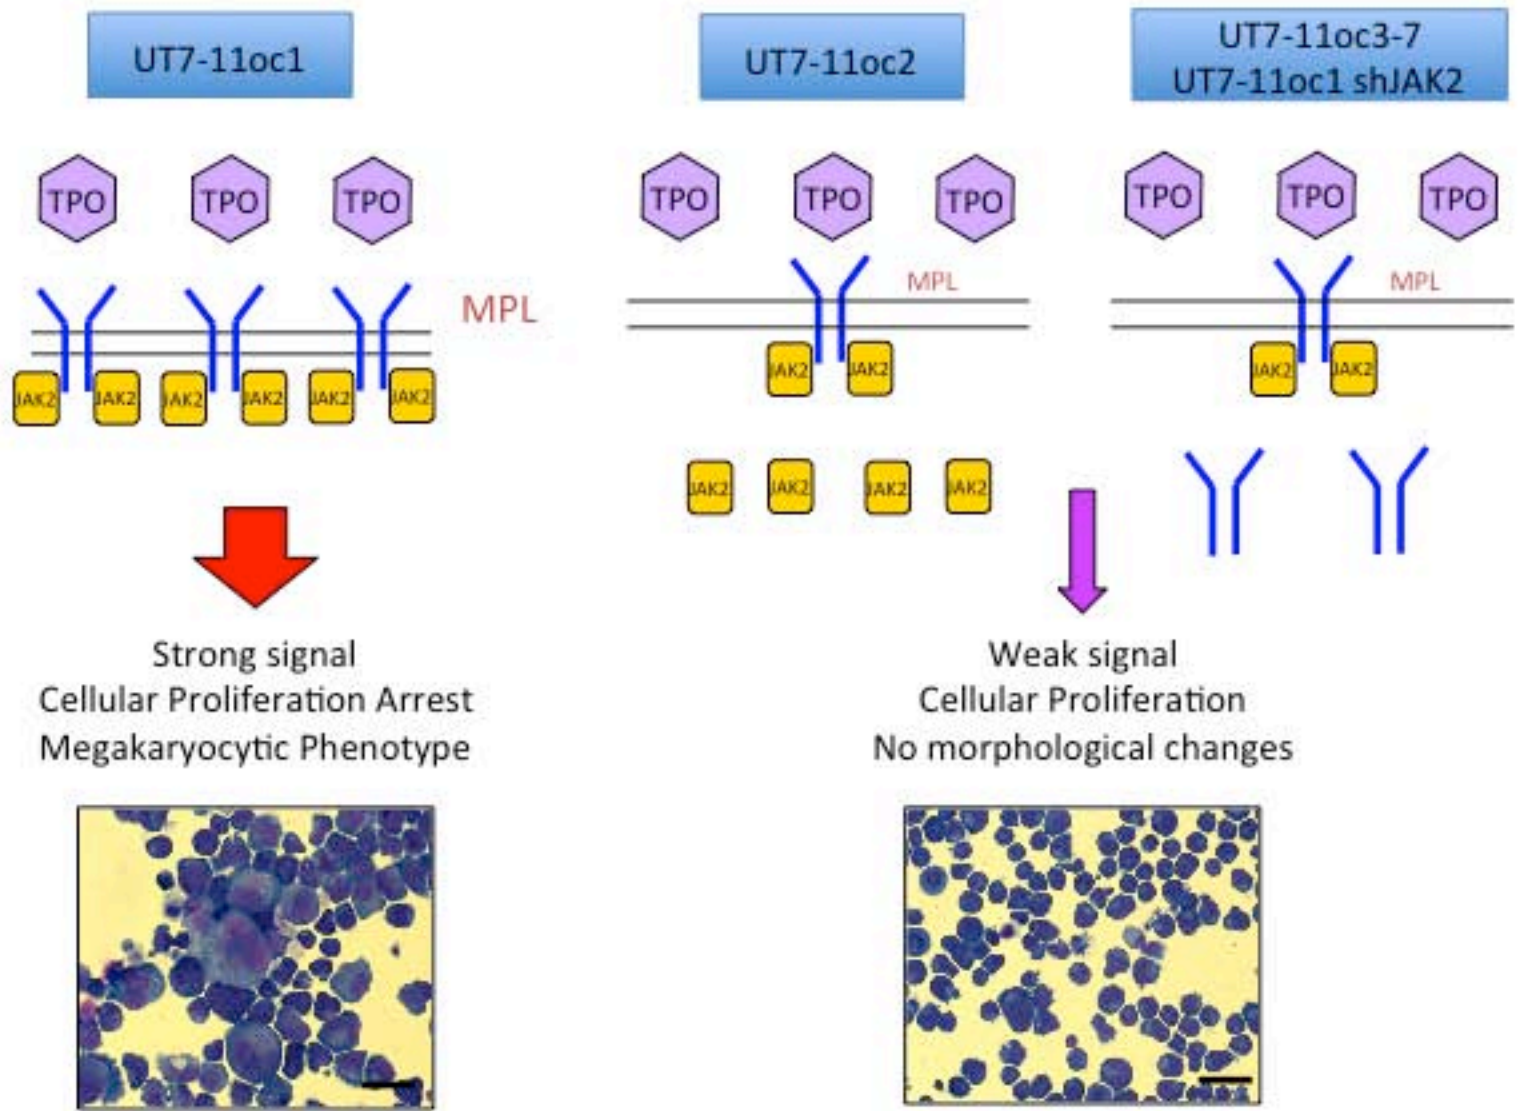 UT7-11oc1
UT7-11oc2
UT7-11oc3-7
UT7-11oc1 shJAK2
TPO TPO TPO
TPO TPO TPO
TPO TPO TPO
MPL
MPL
MPL
JAK2 JAK2 JAK2 JAK2 JAK2 JAK2
JAK2 JAK2
JAK2 JAK2
JAK2 JAK2 JAK2 JAK2
Strong signal
Cellular Proliferation Arrest
Megakaryocytic Phenotype
Weak signal
Cellular Proliferation
No morphological changes